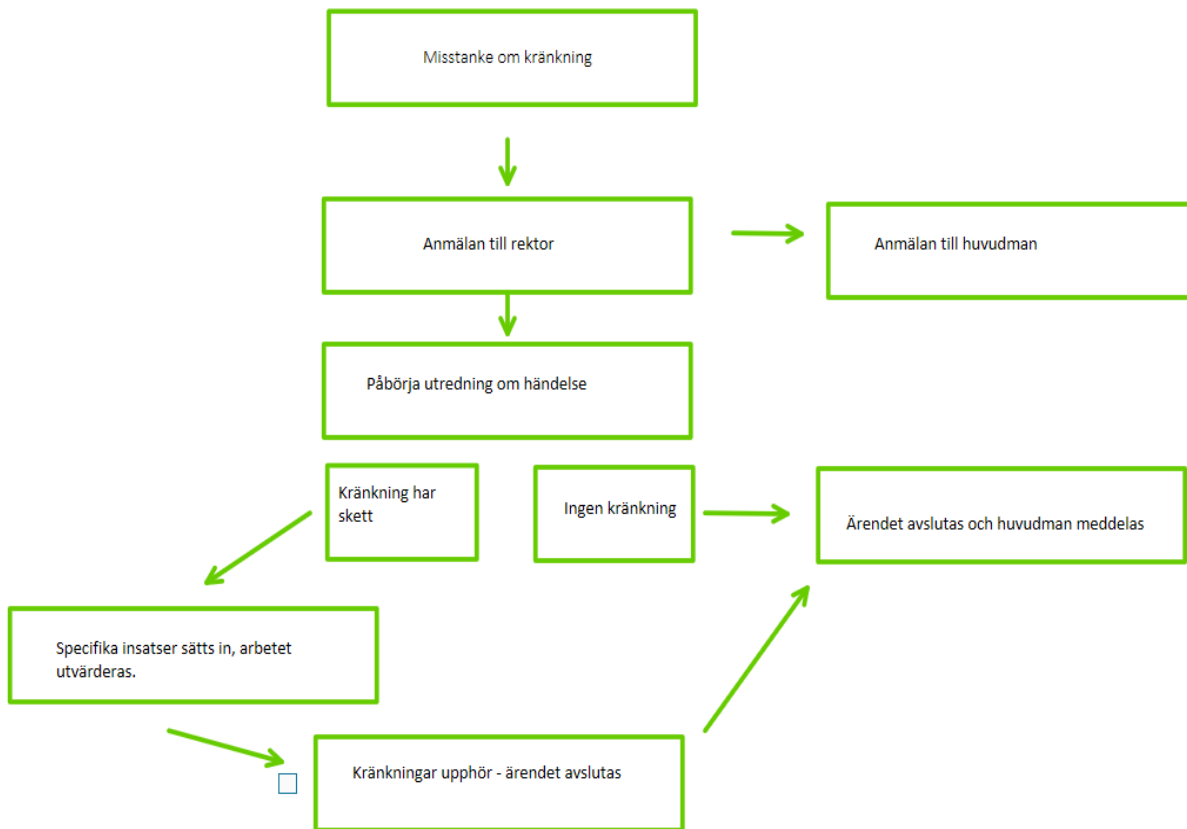 Misstanke om kränkning
Anmälan till rektor
Anmälan till huvudman
Påbörja utredning om händelse
Kränkning har
skett
Ingen kränkning
Ärendet avslutas och huvudman meddelas
Specifika insatser sätts in, arbetet
utvärderas.
Kränkningar upphör - ärendet avslutas